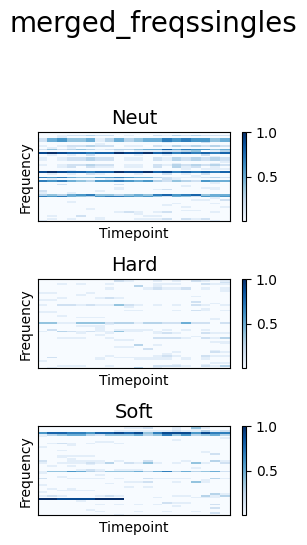 merged_freqssingles
Neut
Frequency
1.0
0.5
Timepoint
Hard
Frequency
1.0
0.5
Timepoint
Soft
Frequency
1.0
0.5
Timepoint